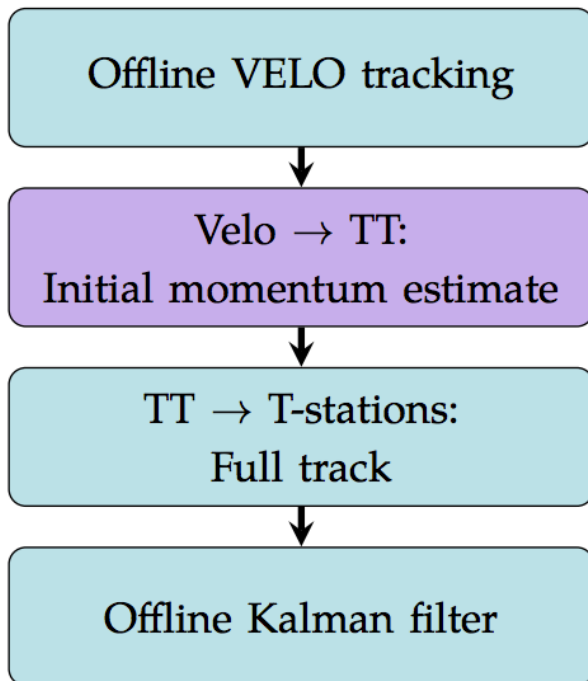 Offline VELO tracking
Velo → TT:
Initial momentum estimate
TT → T-stations:
Full track
Offline Kalman filter